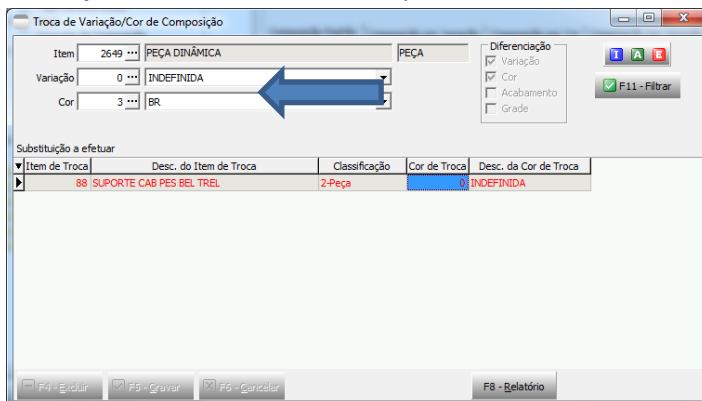 Troca de Variação/Cor de Composição
Item 2649 ... PEÇA DINÂMICA PEÇA
Variação 0 ... INDEFINIDA
Cor 3 ... BR
Diferenciação
Variação
Cor
Acabamento
Grade
I A E
F11 - Filtrar
Substituição a efetuar
Item de Troca Desc. do Item de Troca Classificação Cor de Troca Desc. da Cor de Troca
88 SUPORTE CAB PES BEL TREL 2-Peça 0 INDEFINIDA
F4 - Excluir F5 - Gravar F6 - Cancelar F8 - Relatório